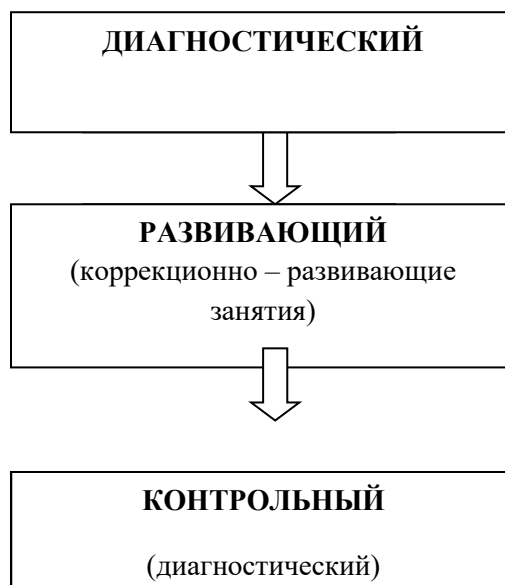 ДИАГНОСТИЧЕСКИЙ
РАЗВИВАЮЩИЙ
(коррекционно – развивающие
занятия)
КОНТРОЛЬНЫЙ
(диагностический)